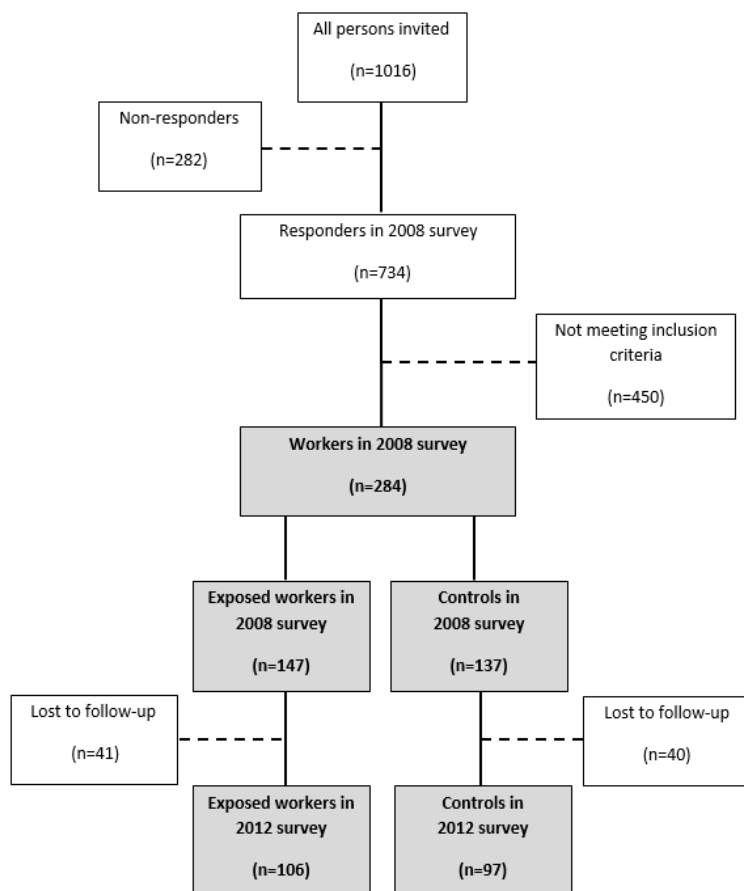 All persons invited
(n=1016)
Non-responders
(n=282)
Responders in 2008 survey
(n=734)
Not meeting inclusion
criteria
(n=450)
Workers in 2008 survey
(n=284)
Exposed workers in
2008 survey
(n=147)
Controls in
2008 survey
(n=137)
Lost to follow-up
(n=41)
Lost to follow-up
(n=40)
Exposed workers in
2012 survey
(n=106)
Controls in
2012 survey
(n=97)